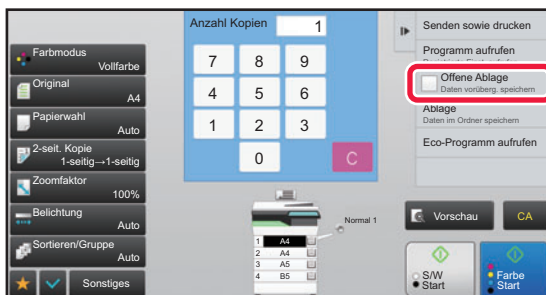 Farbmodus
Vollfarbe
Original
A4
Papierwahl
Auto
2-seit. Kopie
1-seitig→1-seitig
Zoomfaktor
100%
Belichtung
Auto
Sortieren/Gruppe
Auto
Sonstiges
Anzahl Kopien 1
7 8 9
4 5 6
1 2 3
0 C
Normal 1
1 A4
2 A4
3 A5
4 B5
Senden sowie drucken
Programm aufrufen
Offene Ablage
Daten vorüberg. speichern
Ablage
Daten im Ordner speichern
Eco-Programm aufrufen
Vorschau CA
S/W
Start
Farbe
Start